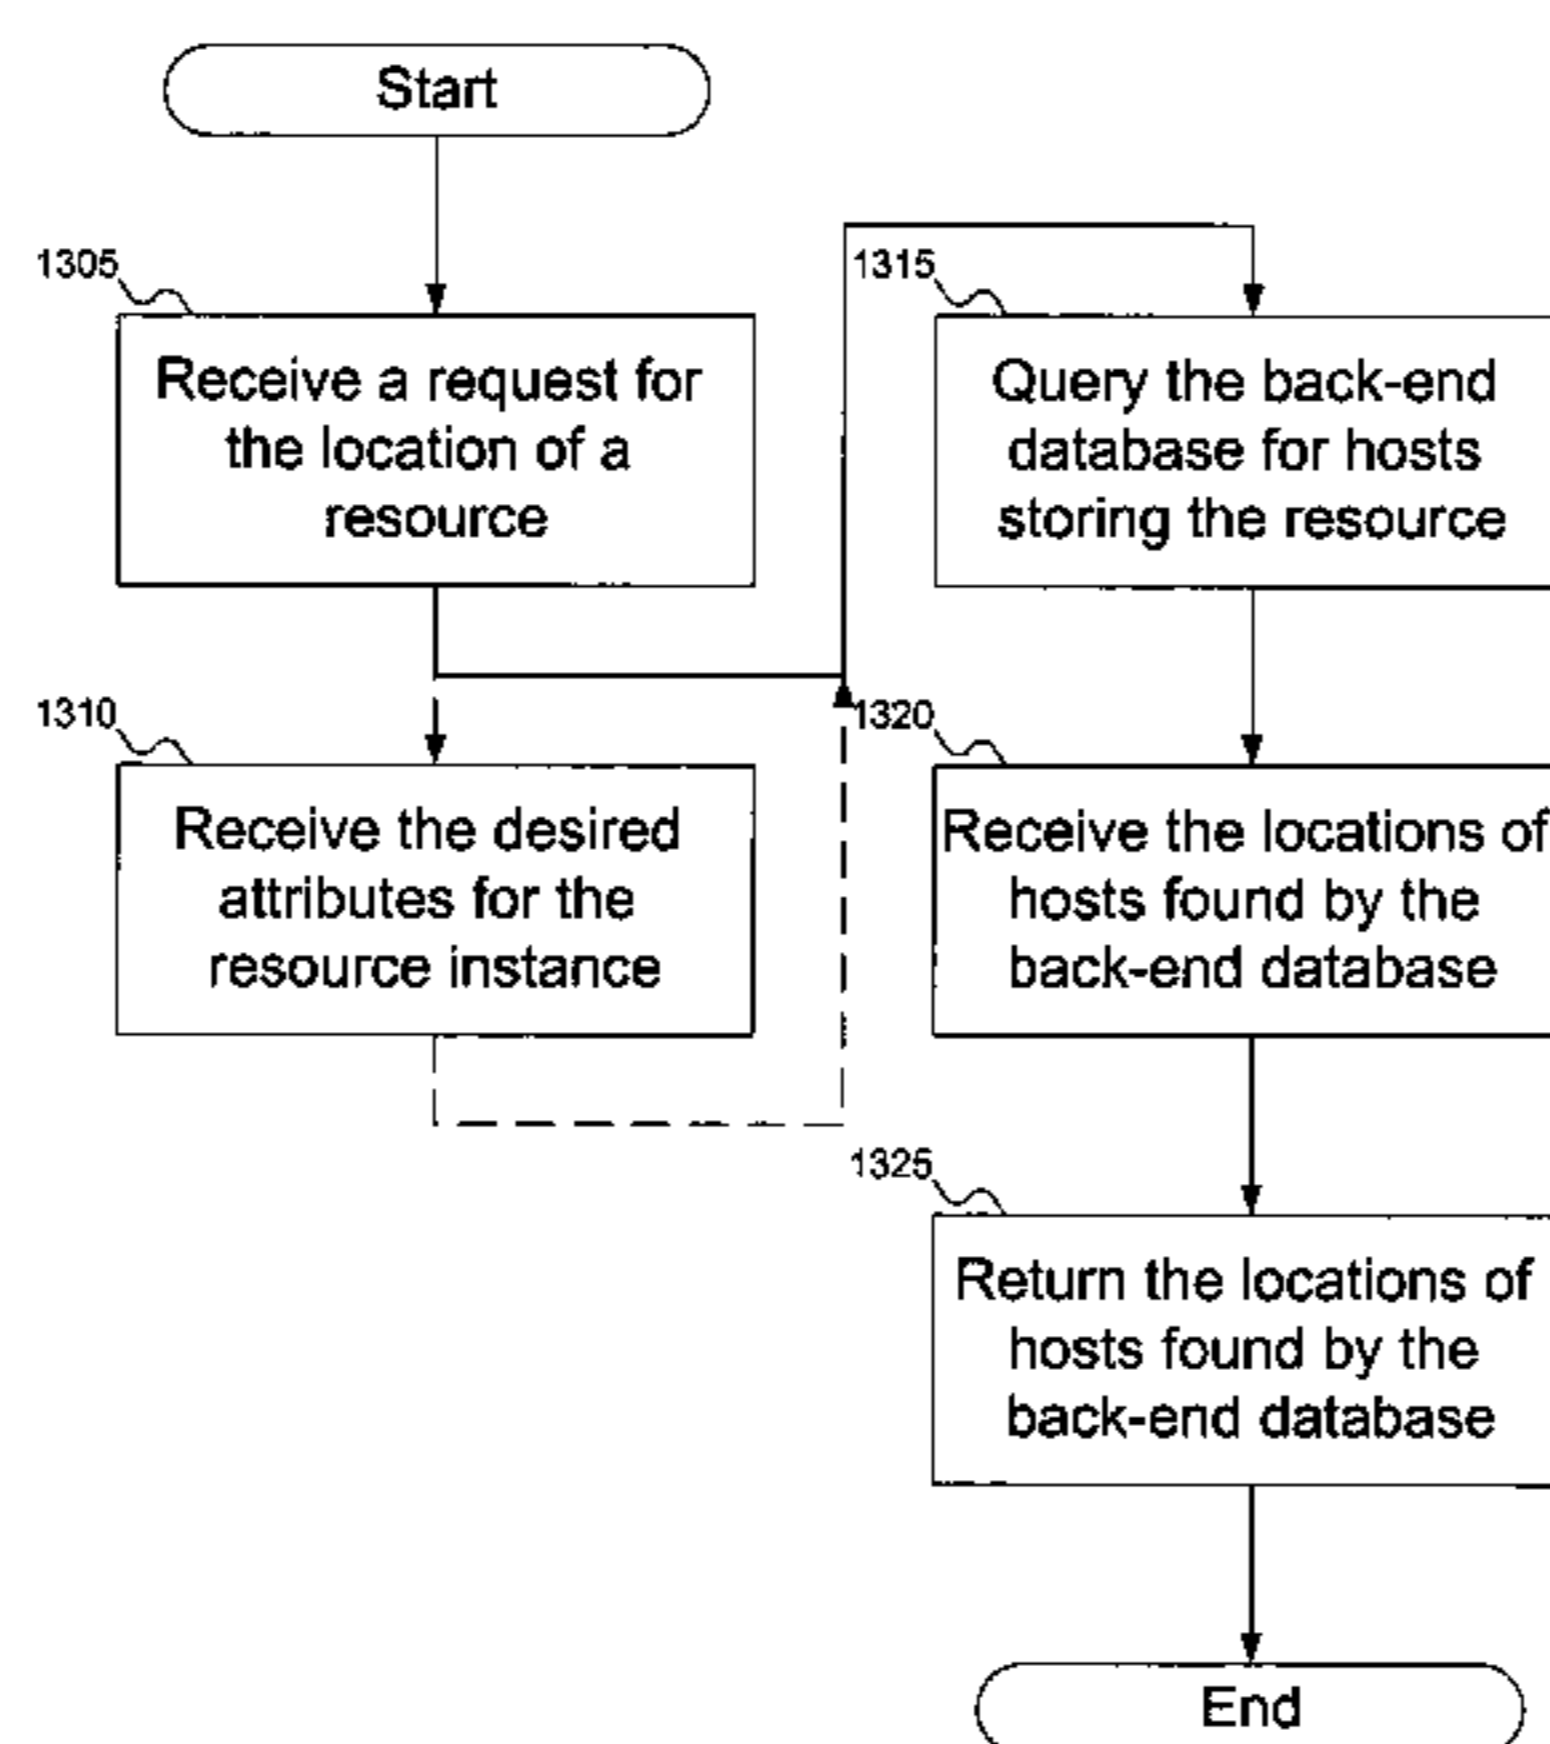 Start
1305
Receive a request for
the location of a
resource
1310
Receive the desired
attributes for the
resource instance
1315
Query the back-end
database for hosts
storing the resource
1320
Receive the locations of
hosts found by the
back-end database
1325
Return the locations of
hosts found by the
back-end database
End